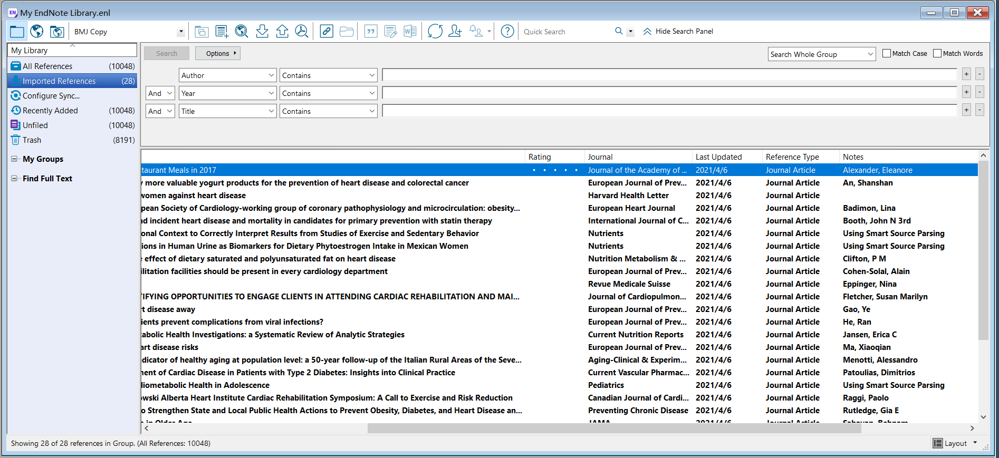 My EndNote Library.enl
BMJ Copy
Quick Search
Hide Search Panel
My Library
All References (10048)
Imported References (28)
Configure Sync...
Recently Added (10048)
Unfiled (10048)
Trash (8191)
My Groups
Find Full Text
Search Options Search Whole Group Match Case Match Words
Author Contains + -
And Year Contains + -
And Title Contains + -
Rating Journal Last Updated Reference Type Notes
taurant Meals in 2017 Journal of the Academy of ... 2021/4/6 Journal Article Alexander, Eleanore
more valuable yogurt products for the prevention of heart disease and colorectal cancer European Journal of Prev... 2021/4/6 Journal Article An, Shanshan
women against heart disease Harvard Health Letter 2021/4/6 Journal Article
pean Society of Cardiology-working group of coronary pathophysiology and microcirculation: obesity... European Heart Journal 2021/4/6 Journal Article Badimon, Lina
nd incident heart disease and mortality in candidates for primary prevention with statin therapy International Journal of C... 2021/4/6 Journal Article Booth, John N 3rd
onal Context to Correctly Interpret Results from Studies of Exercise and Sedentary Behavior Nutrients 2021/4/6 Journal Article Using Smart Source Parsing
ions in Human Urine as Biomarkers for Dietary Phytoestrogen Intake in Mexican Women Nutrients 2021/4/6 Journal Article Using Smart Source Parsing
e effect of dietary saturated and polyunsaturated fat on heart disease Nutrition Metabolism & ... 2021/4/6 Journal Article Clifton, P M
ilitation facilities should be present in every cardiology department European Journal of Prev... 2021/4/6 Journal Article Cohen-Solal, Alain
Revue Medicale Suisse 2021/4/6 Journal Article Eppinger, Nina
TIFYING OPPORTUNITIES TO ENGAGE CLIENTS IN ATTENDING CARDIAC REHABILITATION AND MAI... Journal of Cardiopulmon... 2021/4/6 Journal Article Fletcher, Susan Marilyn
rt disease away European Journal of Prev... 2021/4/6 Journal Article Gao, Ye
ients prevent complications from viral infections? European Journal of Prev... 2021/4/6 Journal Article He, Ran
tabolic Health Investigations: a Systematic Review of Analytic Strategies Current Nutrition Reports 2021/4/6 Journal Article Jansen, Erica C
art disease risks European Journal of Prev... 2021/4/6 Journal Article Ma, Xiaoqian
ndicator of healthy aging at population level: a 50-year follow-up of the Italian Rural Areas of the Seve... Aging-Clinical & Experim... 2021/4/6 Journal Article Menotti, Alessandro
nent of Cardiac Disease in Patients with Type 2 Diabetes: Insights into Clinical Practice Current Vascular Pharmac... 2021/4/6 Journal Article Patoulias, Dimitrios
diometabolic Health in Adolescence Pediatrics 2021/4/6 Journal Article Using Smart Source Parsing
owski Alberta Heart Institute Cardiac Rehabilitation Symposium: A Call to Exercise and Risk Reduction Canadian Journal of Cardi... 2021/4/6 Journal Article Raggi, Paolo
to Strengthen State and Local Public Health Actions to Prevent Obesity, Diabetes, and Heart Disease an... Preventing Chronic Disease 2021/4/6 Journal Article Rutledge, Gia E
in Older Age JAMA 2021/4/6 Journal Article
Showing 28 of 28 references in Group. (All References: 10048)
Layout